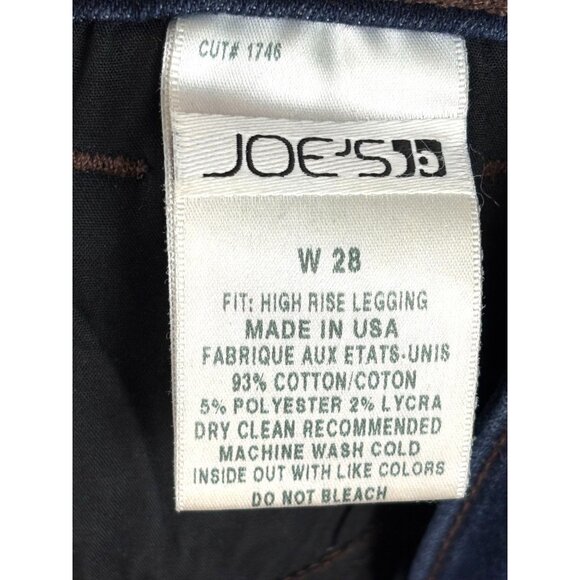 CUT# 1746
JOE'S
W 28
FIT: HIGH RISE LEGGING
MADE IN USA
FABRIQUE AUX ETATS-UNIS
93% COTTON/COTON
5% POLYESTER 2% LYCRA
DRY CLEAN RECOMMENDED
MACHINE WASH COLD
INSIDE OUT WITH LIKE COLORS
DO NOT BLEACH